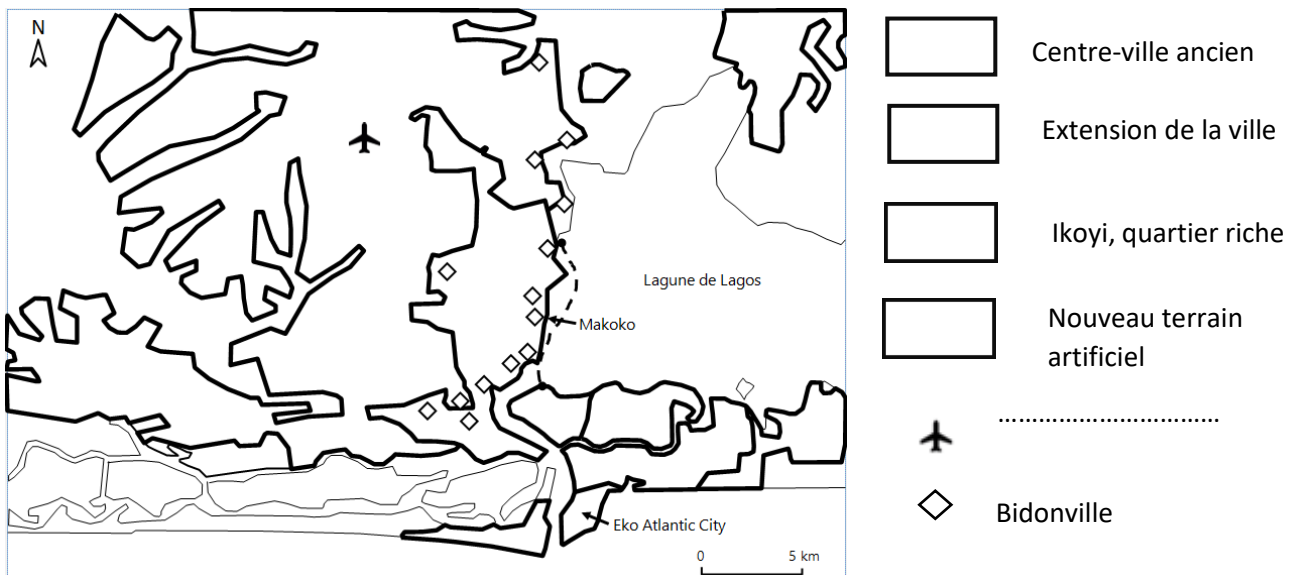 N
Lagune de Lagos
Makoko
Eko Atlantic City
0 5 km
Centre-ville ancien
Extension de la ville
Ikoyi, quartier riche
Nouveau terrain
artificiel
................................
Bidonville